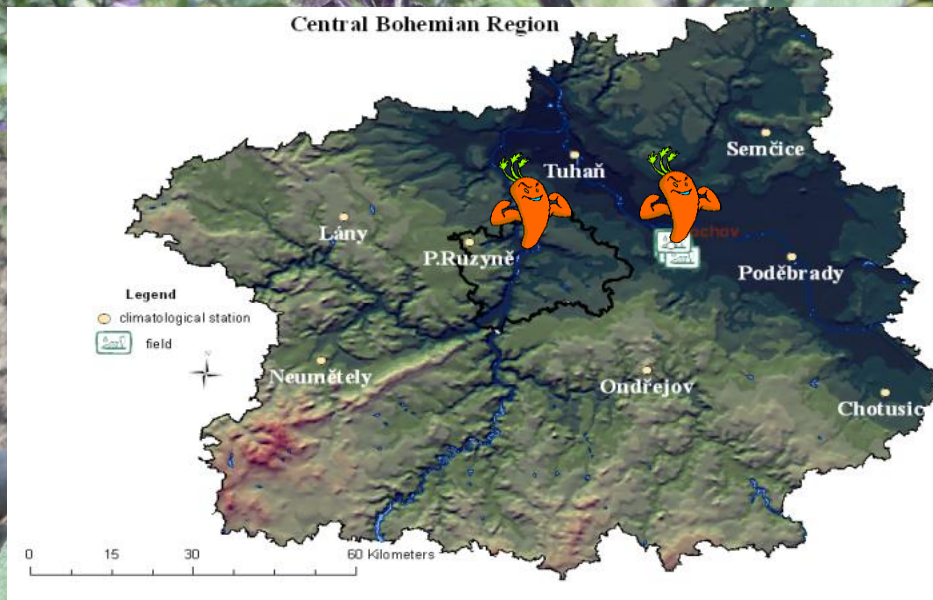 Central Bohemian Region
Semčice
Tuhaň
Lány
P.Ruzyně
Poděbrady
Legend
climatological station
field
Neumětely
Ondřejov
Chotusic
N
0 15 30 60 Kilometers